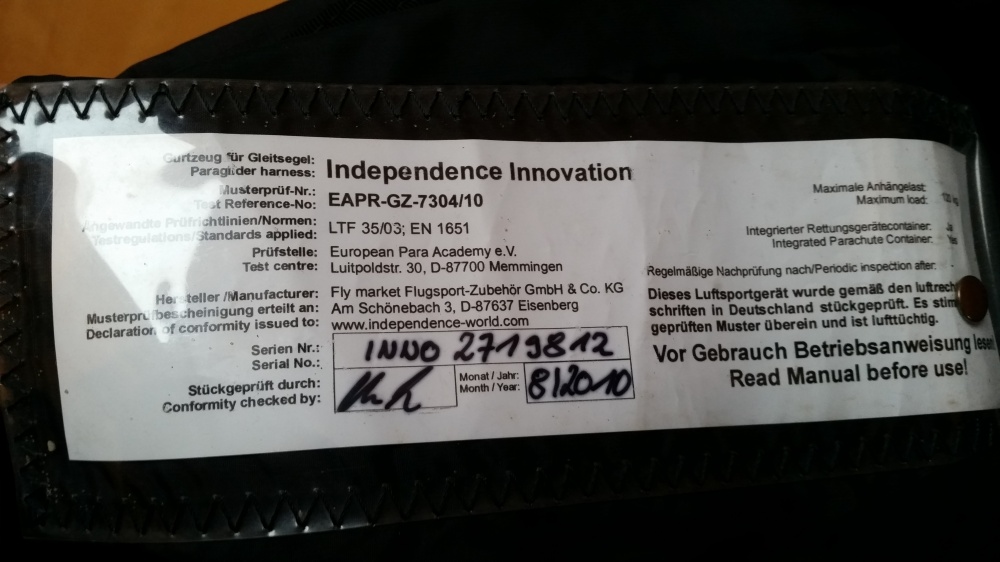 Gurtzeug für Gleitsegel:
Paraglider harness: Independence Innovation
Musterprüf-Nr.:
Test Reference-No: EAPR-GZ-7304/10
Angewandte Prüfrichtlinien/Normen:
Testregulations/Standards applied: LTF 35/03; EN 1651
Prüfstelle: European Para Academy e.V.
Test centre: Luitpoldstr. 30, D-87700 Memmingen
Hersteller /Manufacturer: Fly market Flugsport-Zubehör GmbH & Co. KG
Musterprüfbescheinigung erteilt an: Am Schönebach 3, D-87637 Eisenberg
Declaration of conformity issued to: www.independence-world.com
Serien Nr.:
Serial No.: INNO 2719812
Stückgeprüft durch:
Conformity checked by:
Monat / Jahr:
Month / Year: 8/2010
Maximale Anhängelast:
Maximum load: kg
Integrierter Rettungsgerätecontainer: Ja
Integrated Parachute Container: Yes
Regelmäßige Nachprüfung nach/Periodic inspection after:
Dieses Luftsportgerät wurde gemäß den
schriften in Deutschland stückgeprüft. Es
geprüften Muster überein und ist lufttüchtig.
Vor Gebrauch Betriebsanweisung lesen
Read Manual before use!